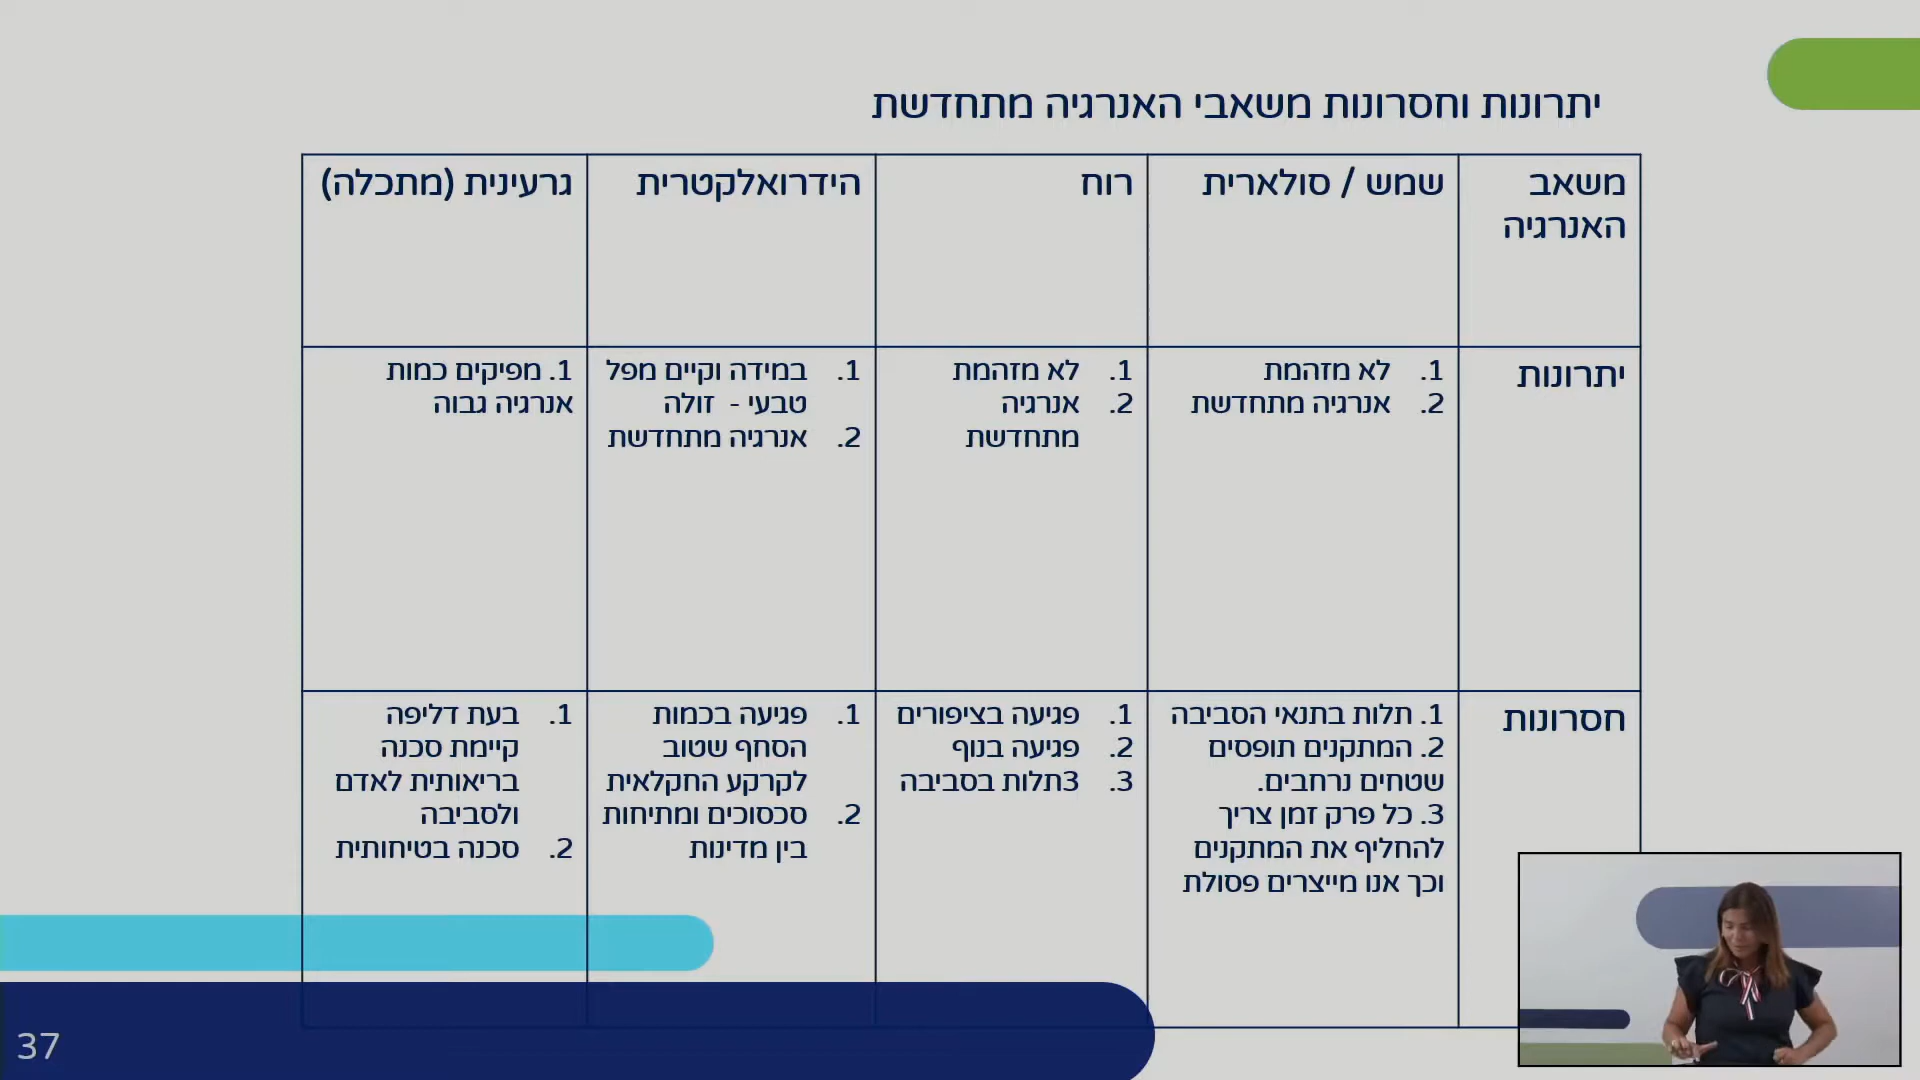 יתרונות וחסרונות משאבי האנרגיה מתחדשת
משאב
האנרגיה
שמש / סולארית
רוח
הידרואלקטרית
גרעינית (מתכלה)
יתרונות
1. לא מזהמת
2. אנרגיה מתחדשת
1. לא מזהמת
2. אנרגיה
מתחדשת
1. במידה וקיים מפל
טבעי - זולה
2. אנרגיה מתחדשת
1. מפיקים כמות
אנרגיה גבוה
חסרונות
1. תלות בתנאי הסביבה
2. המתקנים תופסים
שטחים נרחבים.
3. כל פרק זמן צריך
להחליף את המתקנים
וכך אנו מייצרים פסולת
1. פגיעה בציפורים
2. פגיעה בנוף
3. 3תלות בסביבה
1. פגיעה בכמות
הסחף שטוב
לקרקע החקלאית
2. סכסוכים ומתיחות
בין מדינות
1. בעת דליפה
קיימת סכנה
בריאותית לאדם
ולסביבה
2. סכנה בטיחותית
37